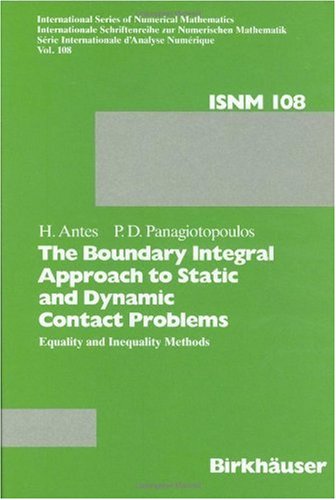 International Series of Numerical Mathematics
Internationale Schriftenreihe zur Numerischen Mathematik
Série Internationale d'Analyse Numérique
Vol. 108
ISNM 108
H. Antes P. D. Panagiotopoulos
The Boundary Integral
Approach to Static
and Dynamic
Contact Problems
Equality and Inequality Methods
Birkhäuser